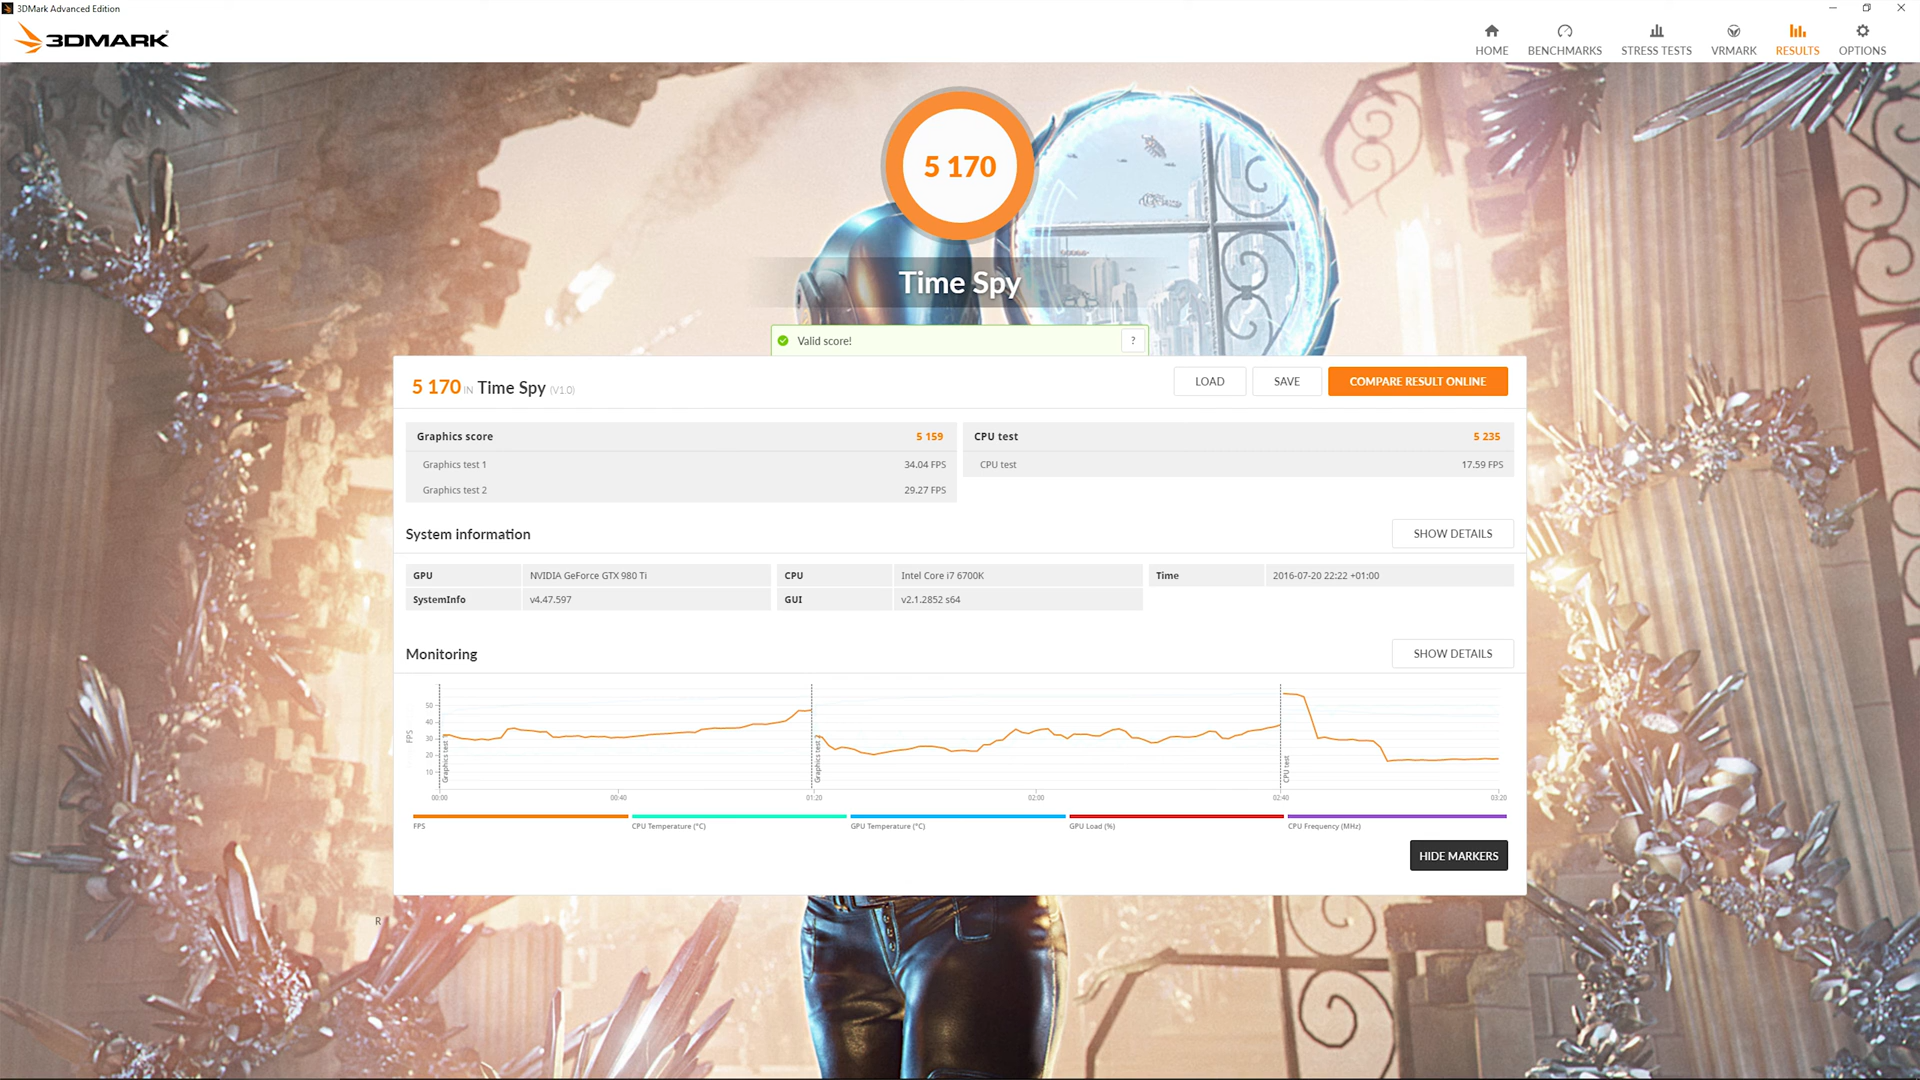 3DMark Advanced Edition
3DMARK
HOME BENCHMARKS STRESS TESTS VRMARK RESULTS OPTIONS
5 170
Time Spy
Valid score! ?
5 170 IN Time Spy (V1.0) LOAD SAVE COMPARE RESULT ONLINE
Graphics score 5 159
Graphics test 1 34.04 FPS
Graphics test 2 29.27 FPS
CPU test 5 235
CPU test 17.59 FPS
System information SHOW DETAILS
GPU NVIDIA GeForce GTX 980 Ti CPU Intel Core i7 6700K Time 2016-07-20 22:22 +01:00
SystemInfo v4.47.597 GUI v2.1.2852 s64
Monitoring SHOW DETAILS
FPS
50
40
30
20
10
Graphics test
Graphics test
CPU test
00:00 00:40 01:20 02:00 02:40 03:20
FPS CPU Temperature (°C) GPU Temperature (°C) GPU Load (%) CPU Frequency (MHz)
HIDE MARKERS
R